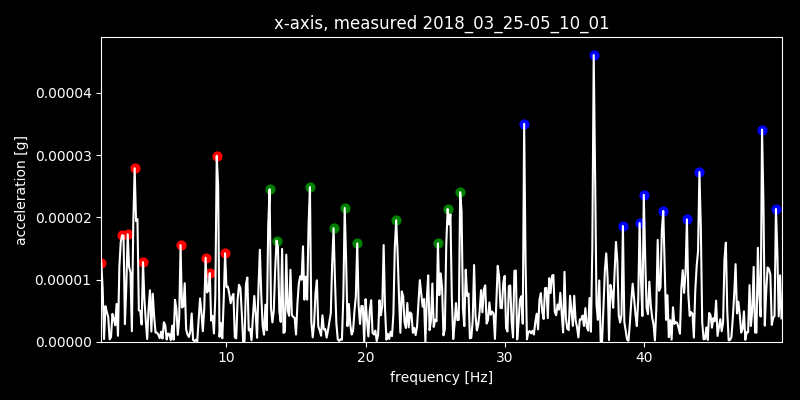 x-axis, measured 2018_03_25-05_10_01
acceleration [g]
0.00004
0.00003
0.00002
0.00001
0.00000
10 20 30 40
frequency [Hz]